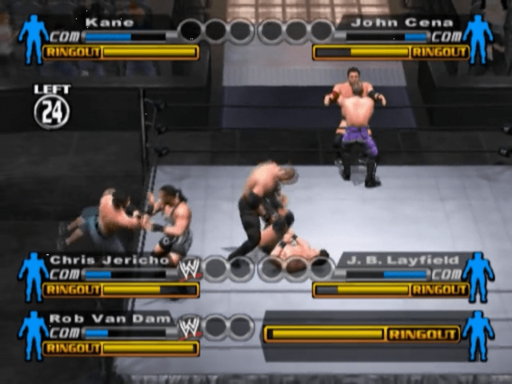 Kane
John Cena
COM
COM
RINGOUT
RINGOUT
LEFT
24
Chris Jericho
J. B. Layfield
COM
COM
RINGOUT
RINGOUT
Rob Van Dam
COM
RINGOUT
RINGOUT